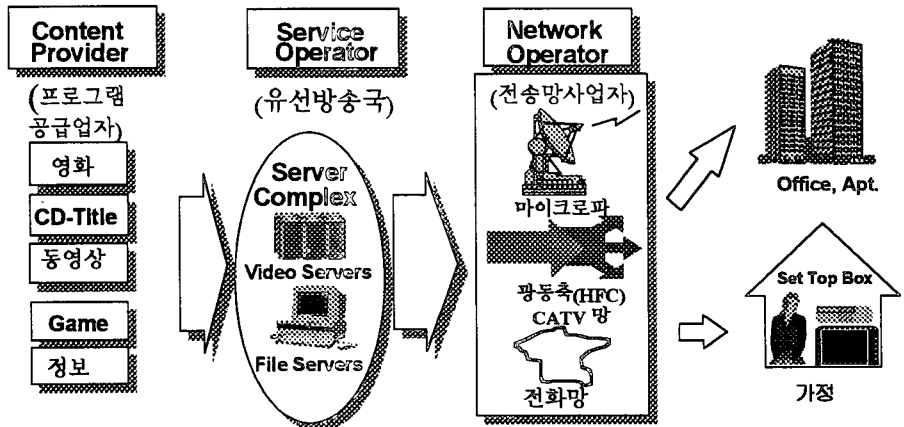 Content
Provider
(프로그램
공급업자)
영화
CD-Title
동영상
Game
정보
Service
Operator
(유선방송국)
Server
Complex
Video Servers
File Servers
Network
Operator
(전송망사업자)
마이크로파
광동축(HFC)
CATV 망
전화망
Office, Apt.
Set Top Box
가정